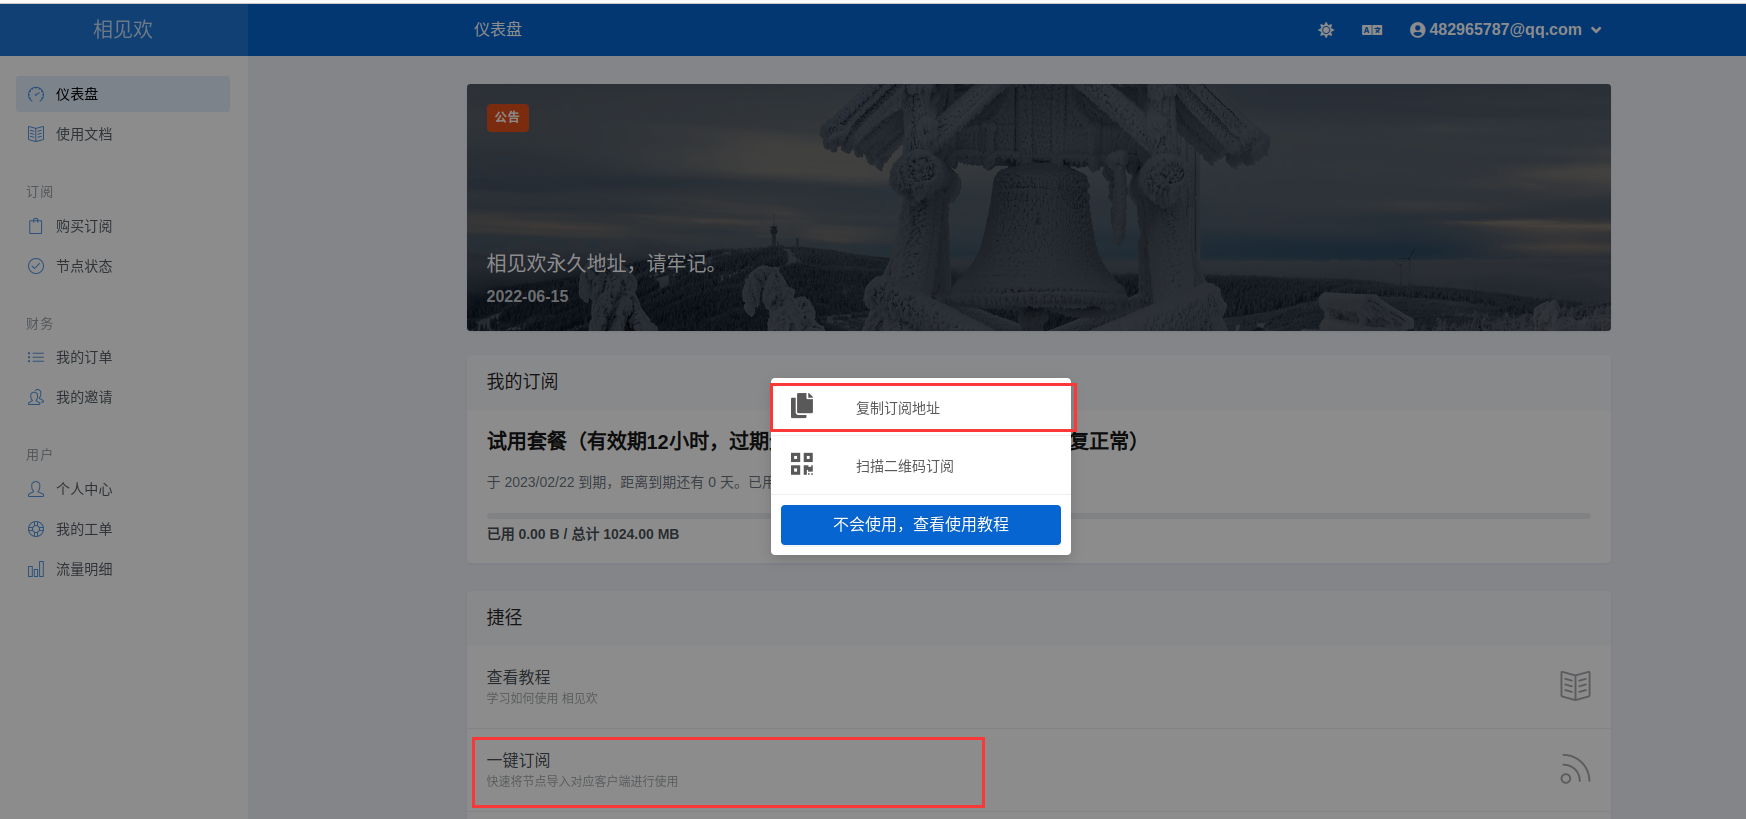 相见欢
仪表盘
482965787@qq.com
仪表盘
使用文档
订阅
购买订阅
节点状态
财务
我的订单
我的邀请
用户
个人中心
我的工单
流量明细
公告
相见欢永久地址，请牢记。
2022-06-15
我的订阅
试用套餐（有效期12小时，过期 复正常）
于 2023/02/22 到期，距离到期还有 0 天。已用
已用 0.00 B / 总计 1024.00 MB
复制订阅地址
扫描二维码订阅
不会使用，查看使用教程
捷径
查看教程
学习如何使用 相见欢
一键订阅
快速将节点导入对应客户端进行使用